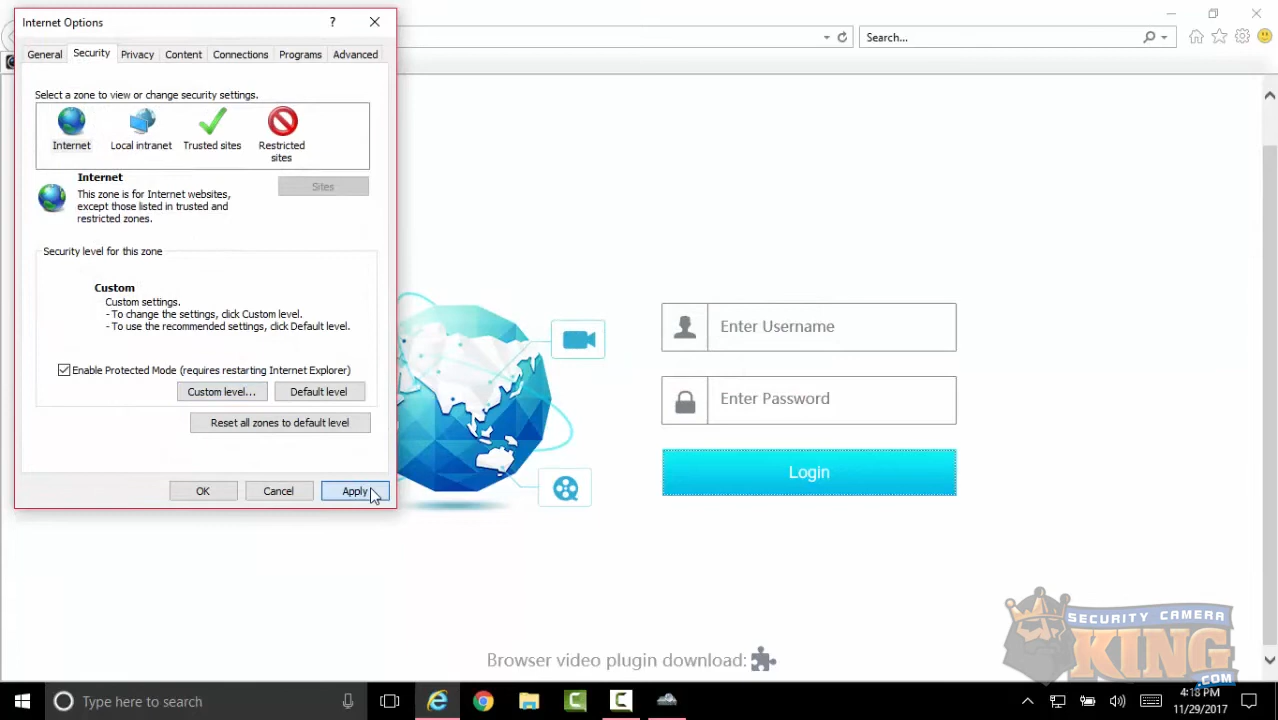 Internet Options
?
Search...
General Security Privacy Content Connections Programs Advanced
Select a zone to view or change security settings.
Internet Local intranet Trusted sites Restricted
sites
Internet
Sites
This zone is for Internet websites,
except those listed in trusted and
restricted zones.
Security level for this zone
Custom
Custom settings.
- To change the settings, click Custom level.
- To use the recommended settings, click Default level.
Enable Protected Mode (requires restarting Internet Explorer)
Custom level... Default level
Reset all zones to default level
OK Cancel Apply
Enter Username
Enter Password
Login
Browser video plugin download:
SECURITY CAMERA
KING
.COM
Type here to search
4:18 PM
11/29/2017